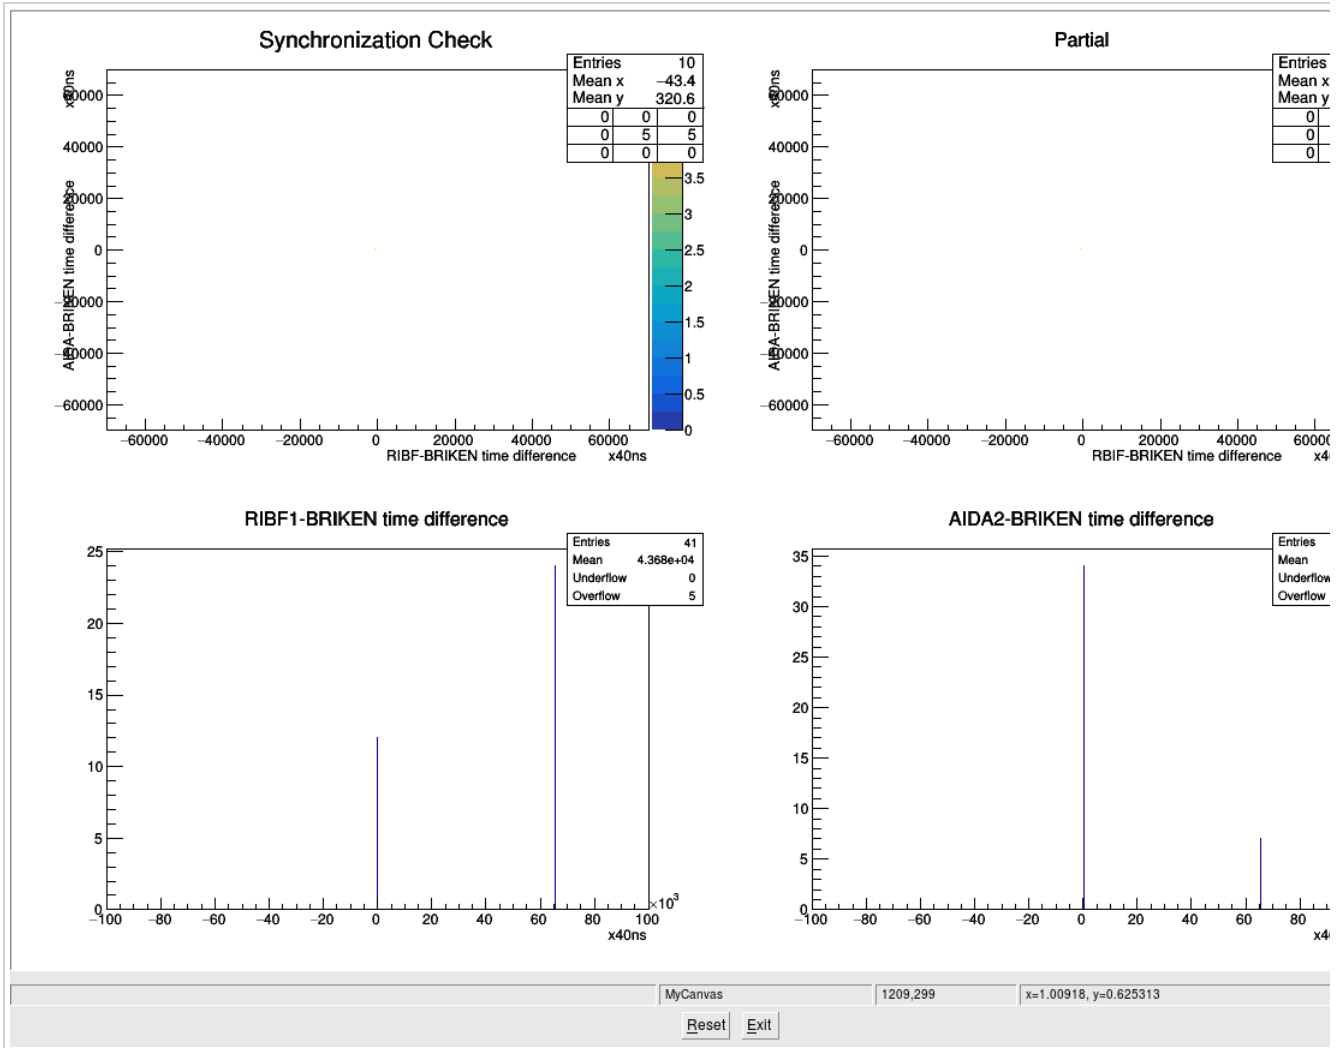 Synchronization Check
Entries 10
Mean x −43.4
Mean y 320.6
0 0 0
0 5 5
0 0 0
x40ns
60000
40000
20000
0
−20000
−40000
−60000
AIDA-BRIKEN time difference
3.5
3
2.5
2
1.5
1
0.5
0
−60000 −40000 −20000 0 20000 40000 60000
RIBF-BRIKEN time difference x40ns
Partial
Entries
Mean x
Mean y
0
0
0
x40ns
60000
40000
20000
0
−20000
−40000
−60000
AIDA-BRIKEN time difference
−60000 −40000 −20000 0 20000 40000 60000
RBIF-BRIKEN time difference x4
RIBF1-BRIKEN time difference
Entries 41
Mean 4.368e+04
Underflow 0
Overflow 5
25
20
15
10
5
0
−100 −80 −60 −40 −20 0 20 40 60 80 100
×10³
x40ns
AIDA2-BRIKEN time difference
Entries
Mean
Underflow
Overflow
35
30
25
20
15
10
5
0
−100 −80 −60 −40 −20 0 20 40 60 80
x4
MyCanvas 1209,299 x=1.00918, y=0.625313
Reset Exit